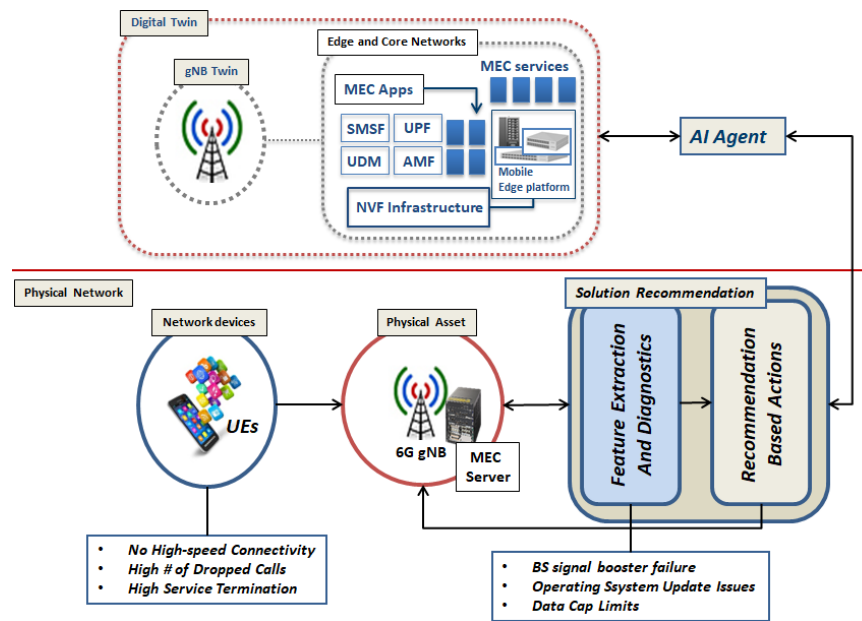 Digital Twin
Edge and Core Networks
gNB Twin
MEC services
MEC Apps
SMSF
UPF
UDM
AMF
Mobile
Edge platform
NVF Infrastructure
AI Agent
Physical Network
Network devices
Physical Asset
Solution Recommendation
UEs
6G gNB
MEC
Server
Feature Extraction
And Diagnostics
Recommendation
Based Actions
• No High-speed Connectivity
• High # of Dropped Calls
• High Service Termination
• BS signal booster failure
• Operating Ssystem Update Issues
• Data Cap Limits